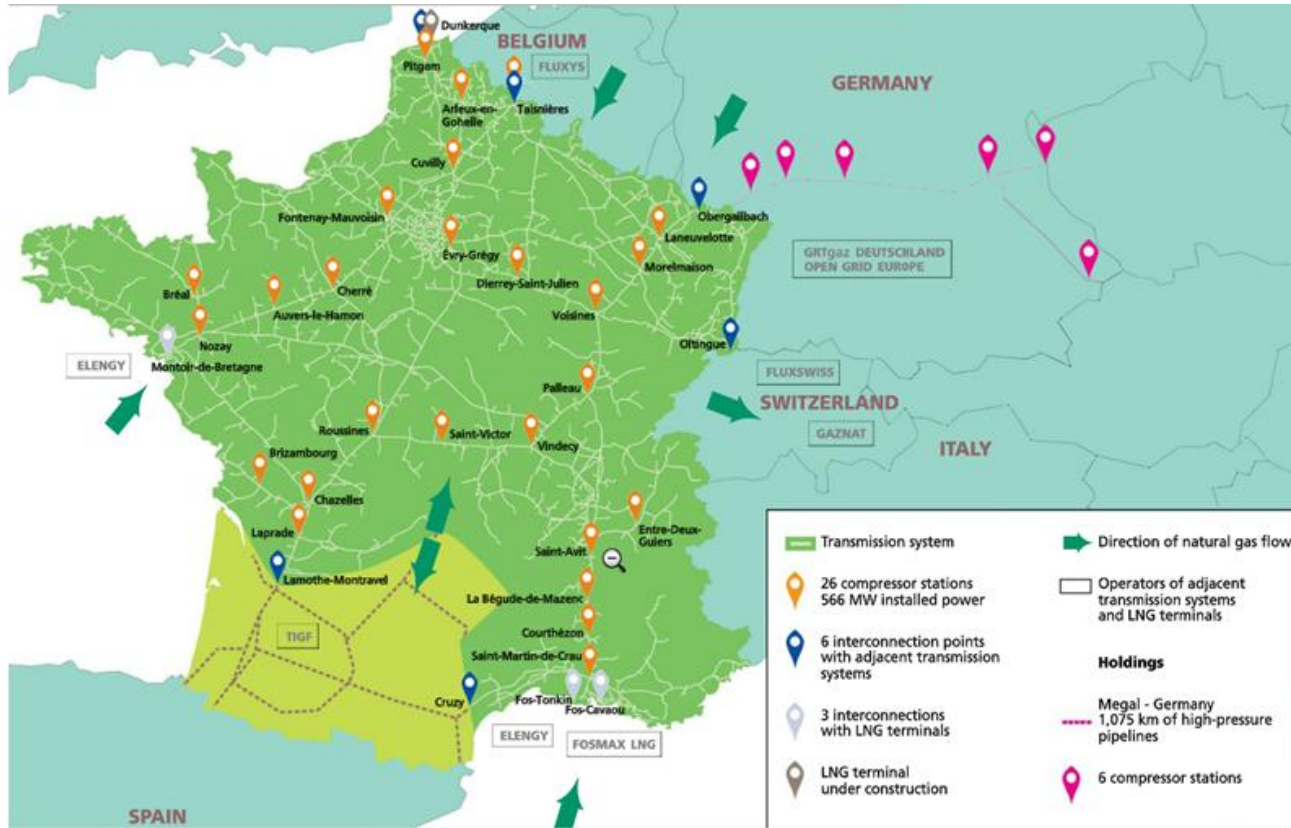 Dunkerque
BELGIUM
Pitgam
FLUXYS
GERMANY
Arleux-en-
Gohelle
Taisnières
Cuvilly
Obergailbach
Fontenay-Mauvoisin
Laneuvelotte
Évry-Grégy
Morelmaison
GRTgaz DEUTSCHLAND
OPEN GRID EUROPE
Dierrey-Saint-Julien
Bréal
Cherré
Auvers-le-Hamon
Voisines
Nozay
Oltingue
ELENGY
Montoir-de-Bretagne
FLUXSWISS
Palleau
SWITZERLAND
GAZNAT
Roussines
Saint-Victor
Vindecy
ITALY
Brizambourg
Chazelles
Laprade
Entre-Deux-
Guiers
Saint-Avit
Lamothe-Montravel
La Bégude-de-Mazenc
TIGF
Courthézon
Saint-Martin-de-Crau
Cruzy
Fos-Tonkin
Fos-Cavaou
ELENGY
FOSMAX LNG
SPAIN
Transmission system
26 compressor stations
566 MW installed power
6 interconnection points
with adjacent transmission
systems
3 interconnections
with LNG terminals
LNG terminal
under construction
Direction of natural gas flow
Operators of adjacent
transmission systems
and LNG terminals
Holdings
Megal - Germany
1,075 km of high-pressure
pipelines
6 compressor stations